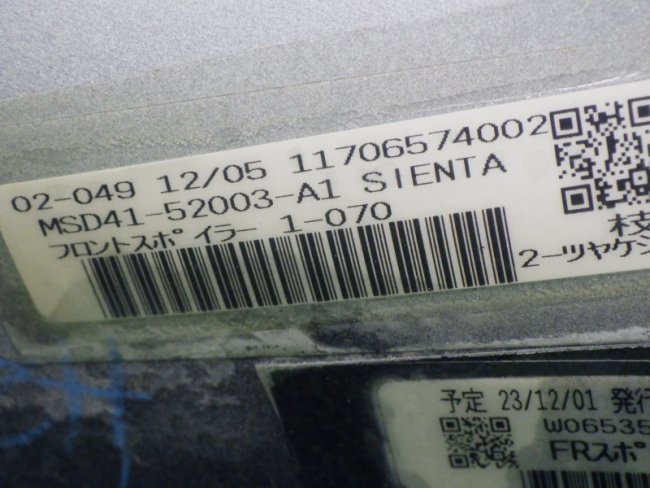 02-049 12/05 11706574002
MSD41-52003-A1 SIENTA
フロントスポイラー 1-070
枝
2-ツヤケシ
予定 23/12/01 発行
W06535
FRスポ